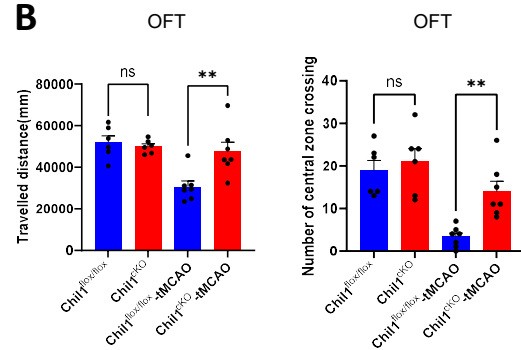 B
OFT
Travelled distance(mm)
80000
60000
40000
20000
0
ns
**
Chil1flox/flox
Chil1cKO
Chil1flox/flox-tMCAO
Chil1cKO-tMCAO
OFT
Number of central zone crossing
40
30
20
10
0
ns
**
Chil1flox/flox
Chil1cKO
Chil1flox/flox-tMCAO
Chil1cKO-tMCAO